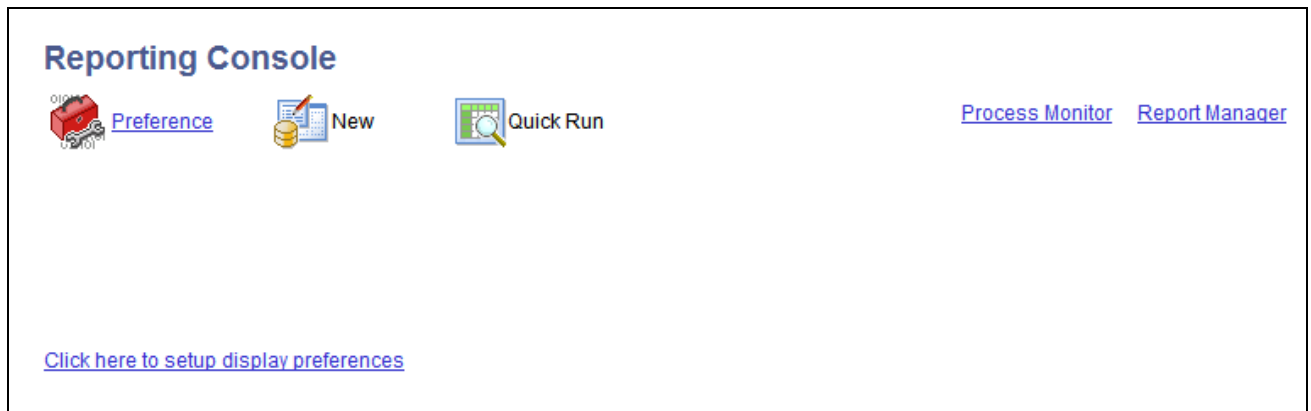 Reporting Console
Preference New Quick Run Process Monitor Report Manager
Click here to setup display preferences